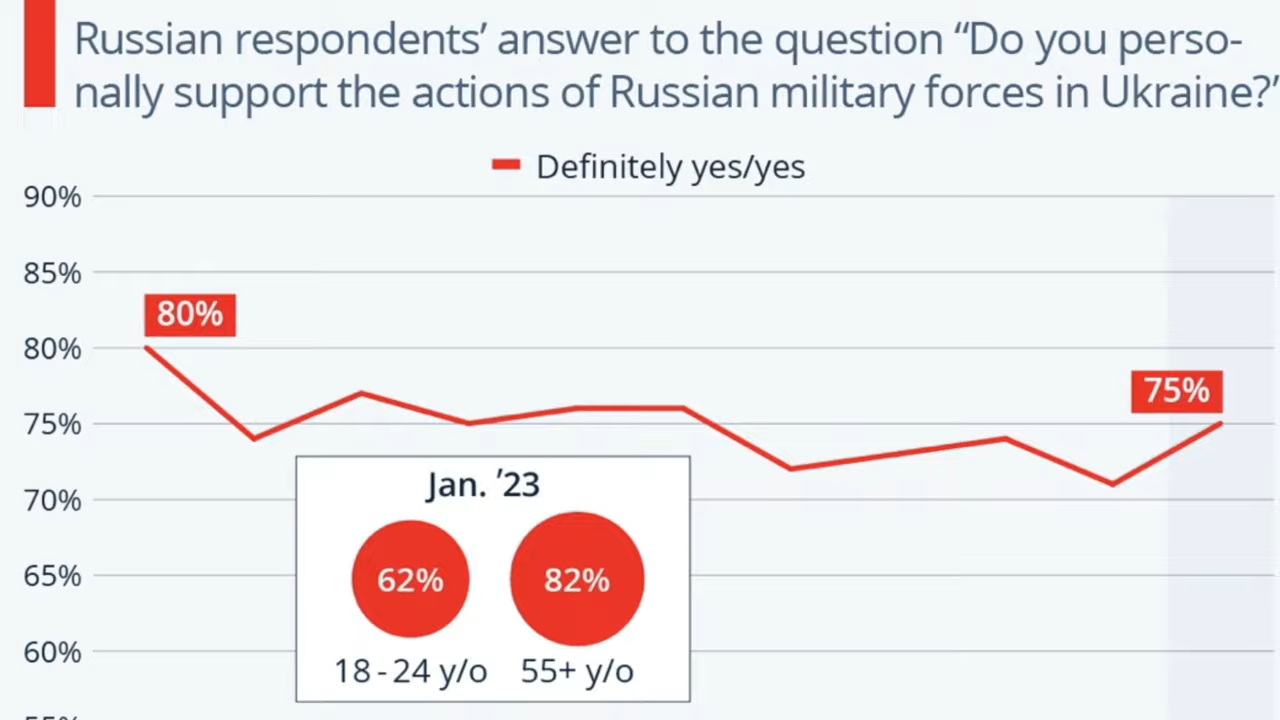 Russian respondents’ answer to the question “Do you perso-
nally support the actions of Russian military forces in Ukraine?”
Definitely yes/yes
90%
85%
80%
80%
75%
75%
70%
65%
60%
Jan. ’23
62%
82%
18-24 y/o
55+ y/o